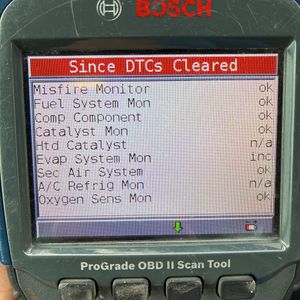 BOSCH
Since DTCs Cleared
Misfire Monitor ok
Fuel System Mon ok
Comp Component ok
Catalyst Mon ok
Htd Catalyst n/a
Evap System Mon inc
Sec Air System ok
A/C Refrig Mon n/a
Oxygen Sens Mon ok
ProGrade OBD II Scan Tool